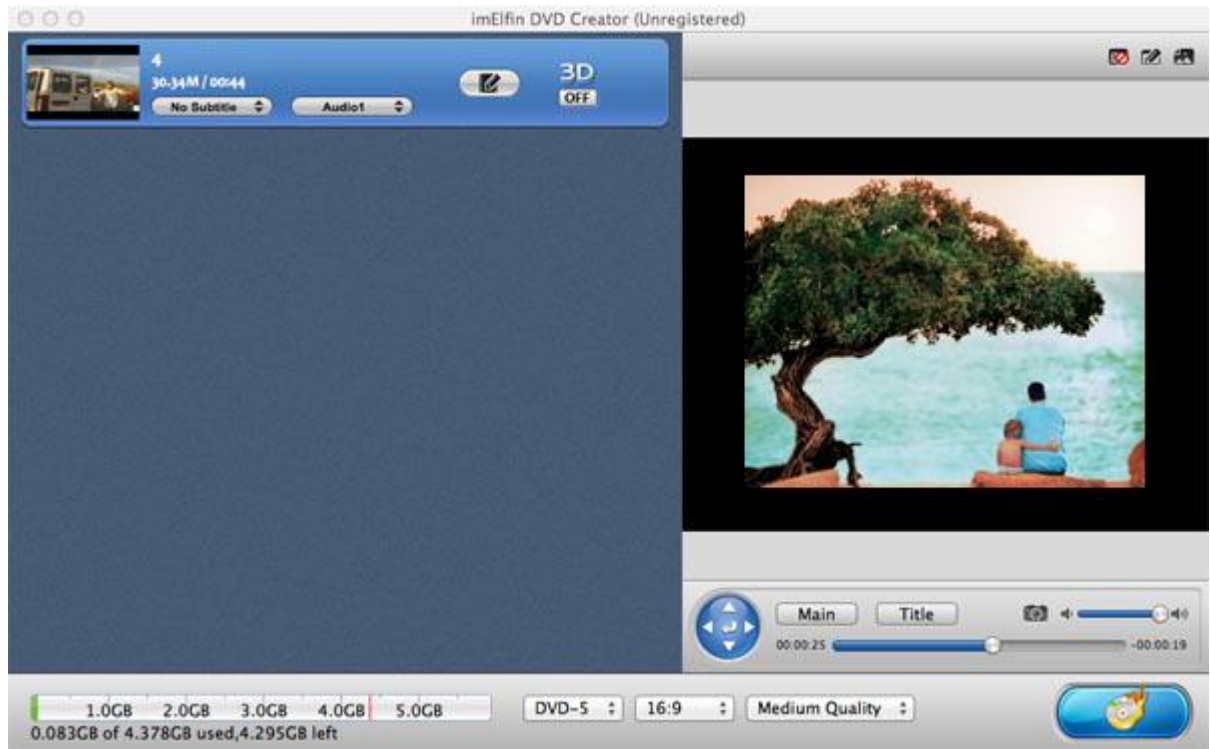 imElfin DVD Creator (Unregistered)
4
30.34M / 00:44
No Subtitle
Audio1
3D
OFF
Main
Title
00:00:25
-00:00:19
1.0GB 2.0GB 3.0GB 4.0GB 5.0GB
0.083GB of 4.378GB used,4.295GB left
DVD-5
16:9
Medium Quality